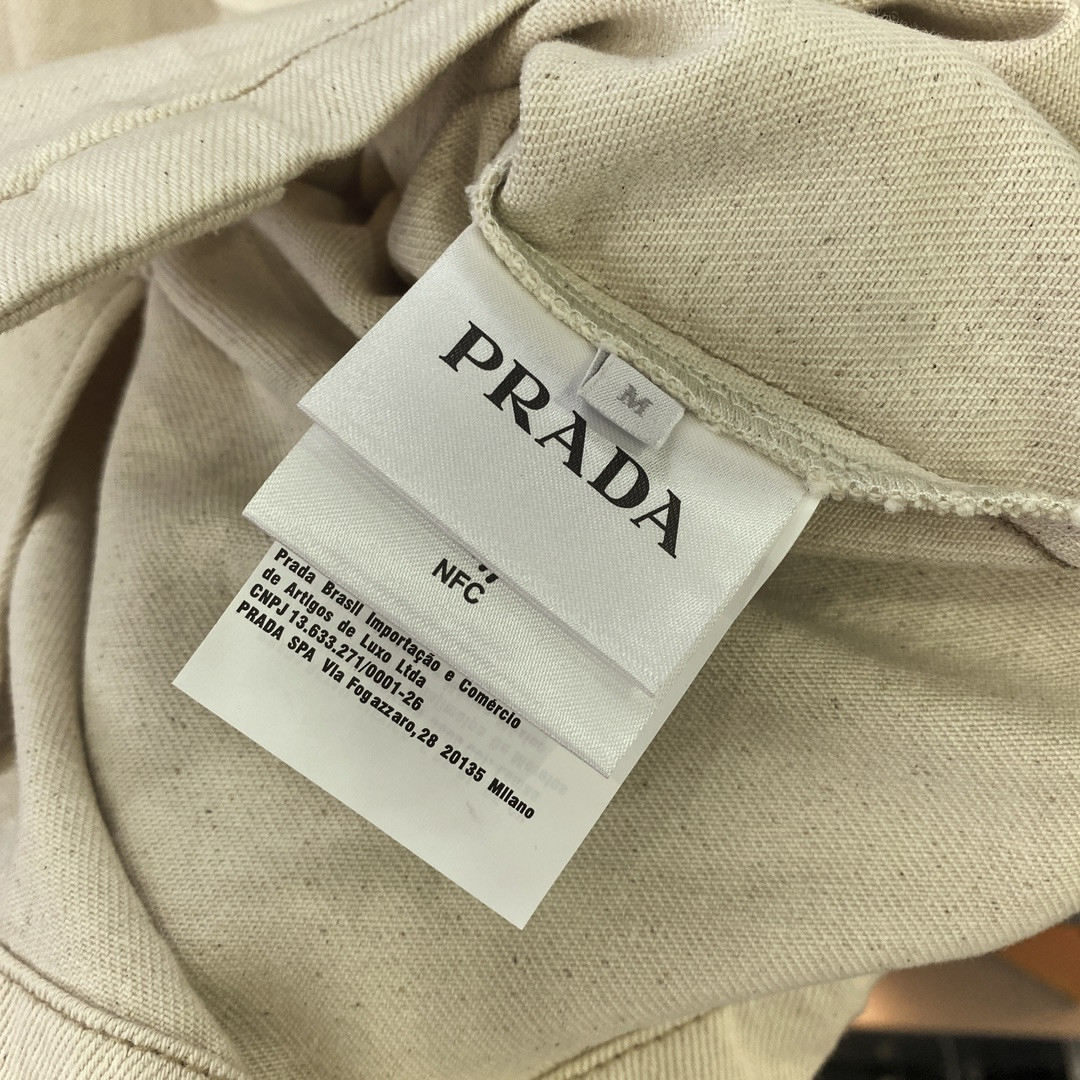 PRADA
M
NFC
Prada Brasil Importação e Comércio
de Artigos de Luxo Ltda
CNPJ 13.633.271/0001-26
PRADA SPA Via Fogazzaro, 28 20135 Milano